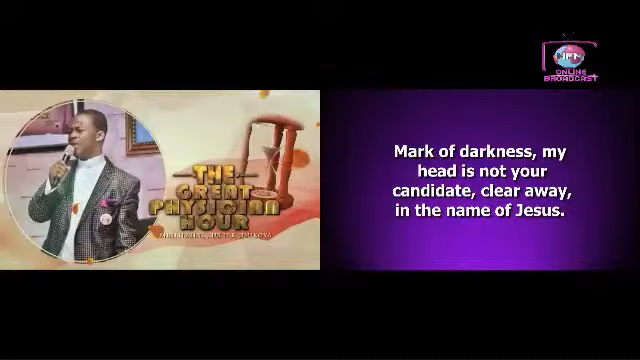 MFM
ONLINE
BROADCAST
THE
GREAT
PHYSICIAN
HOUR
Mark of darkness, my
head is not your
candidate, clear away,
in the name of Jesus.